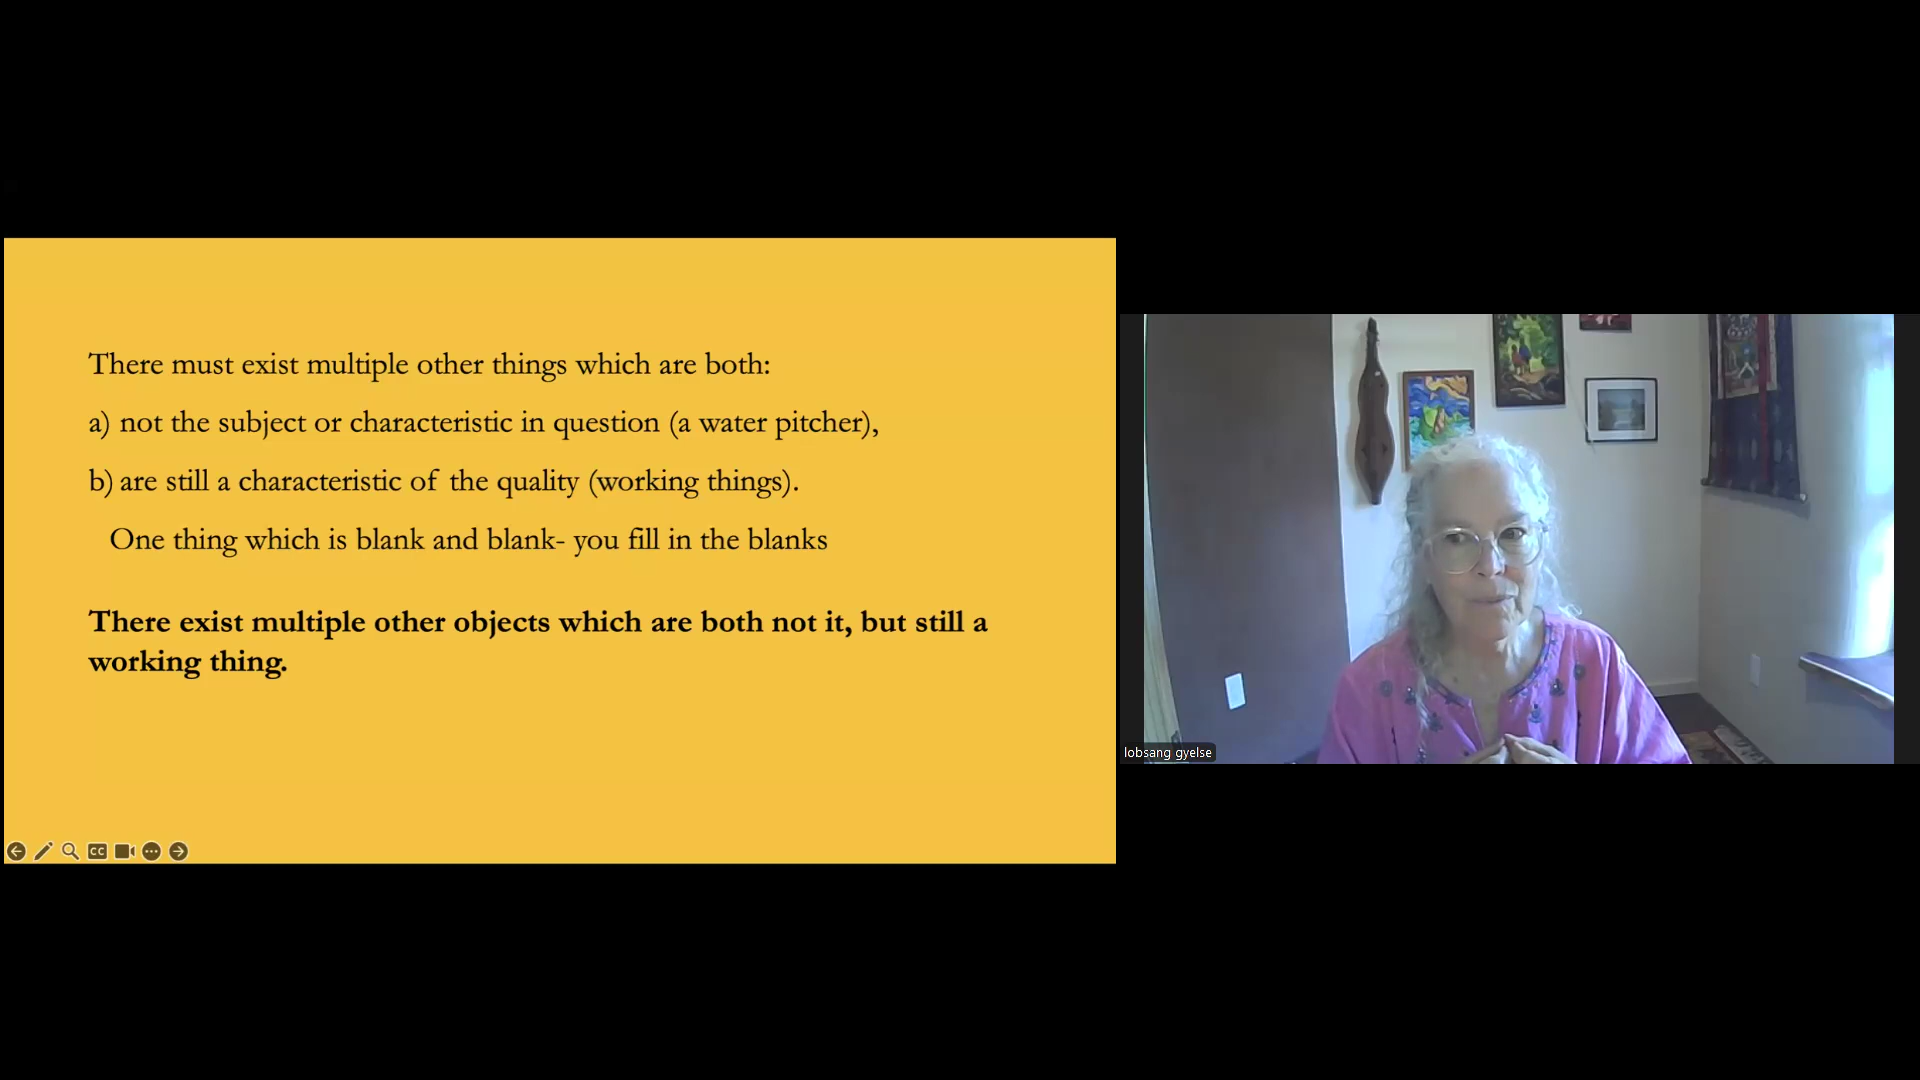 There must exist multiple other things which are both:
a) not the subject or characteristic in question (a water pitcher),
b) are still a characteristic of the quality (working things).
One thing which is blank and blank- you fill in the blanks
There exist multiple other objects which are both not it, but still a
working thing.
CC
lobsang gyelse